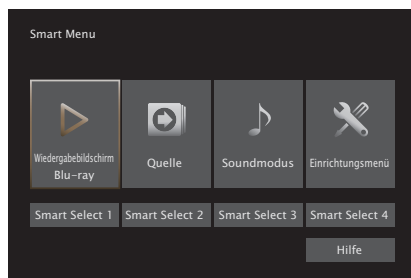 Smart Menu
Wiedergabebildschirm
Blu-ray
Quelle
Soundmodus
Einrichtungsmenü
Smart Select 1
Smart Select 2
Smart Select 3
Smart Select 4
Hilfe